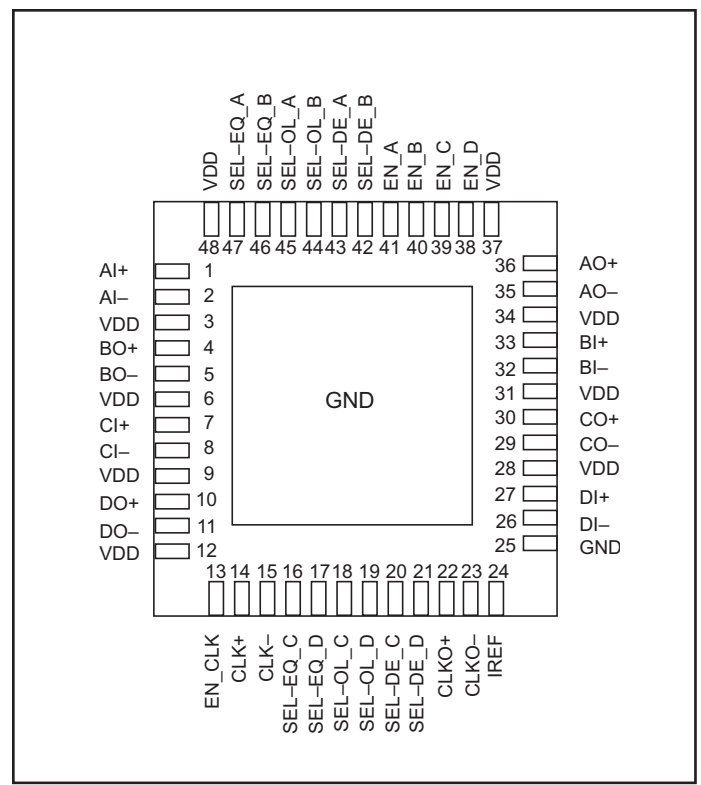 VDD
SEL–EQ_A
SEL–EQ_B
SEL–OL_A
SEL–OL_B
SEL–DE_A
SEL–DE_B
EN_A
EN_B
EN_C
EN_D
VDD
48 47 46 45 44 43 42 41 40 39 38 37
AI+ 1
AI– 2
VDD 3
BO+ 4
BO– 5
VDD 6
CI+ 7
CI– 8
VDD 9
DO+ 10
DO– 11
VDD 12
GND
36 AO+
35 AO–
34 VDD
33 BI+
32 BI–
31 VDD
30 CO+
29 CO–
28 VDD
27 DI+
26 DI–
25 GND
13 14 15 16 17 18 19 20 21 22 23 24
EN_CLK
CLK+
CLK–
SEL–EQ_C
SEL–EQ_D
SEL–OL_C
SEL–OL_D
SEL–DE_C
SEL–DE_D
CLKO+
CLKO–
IREF